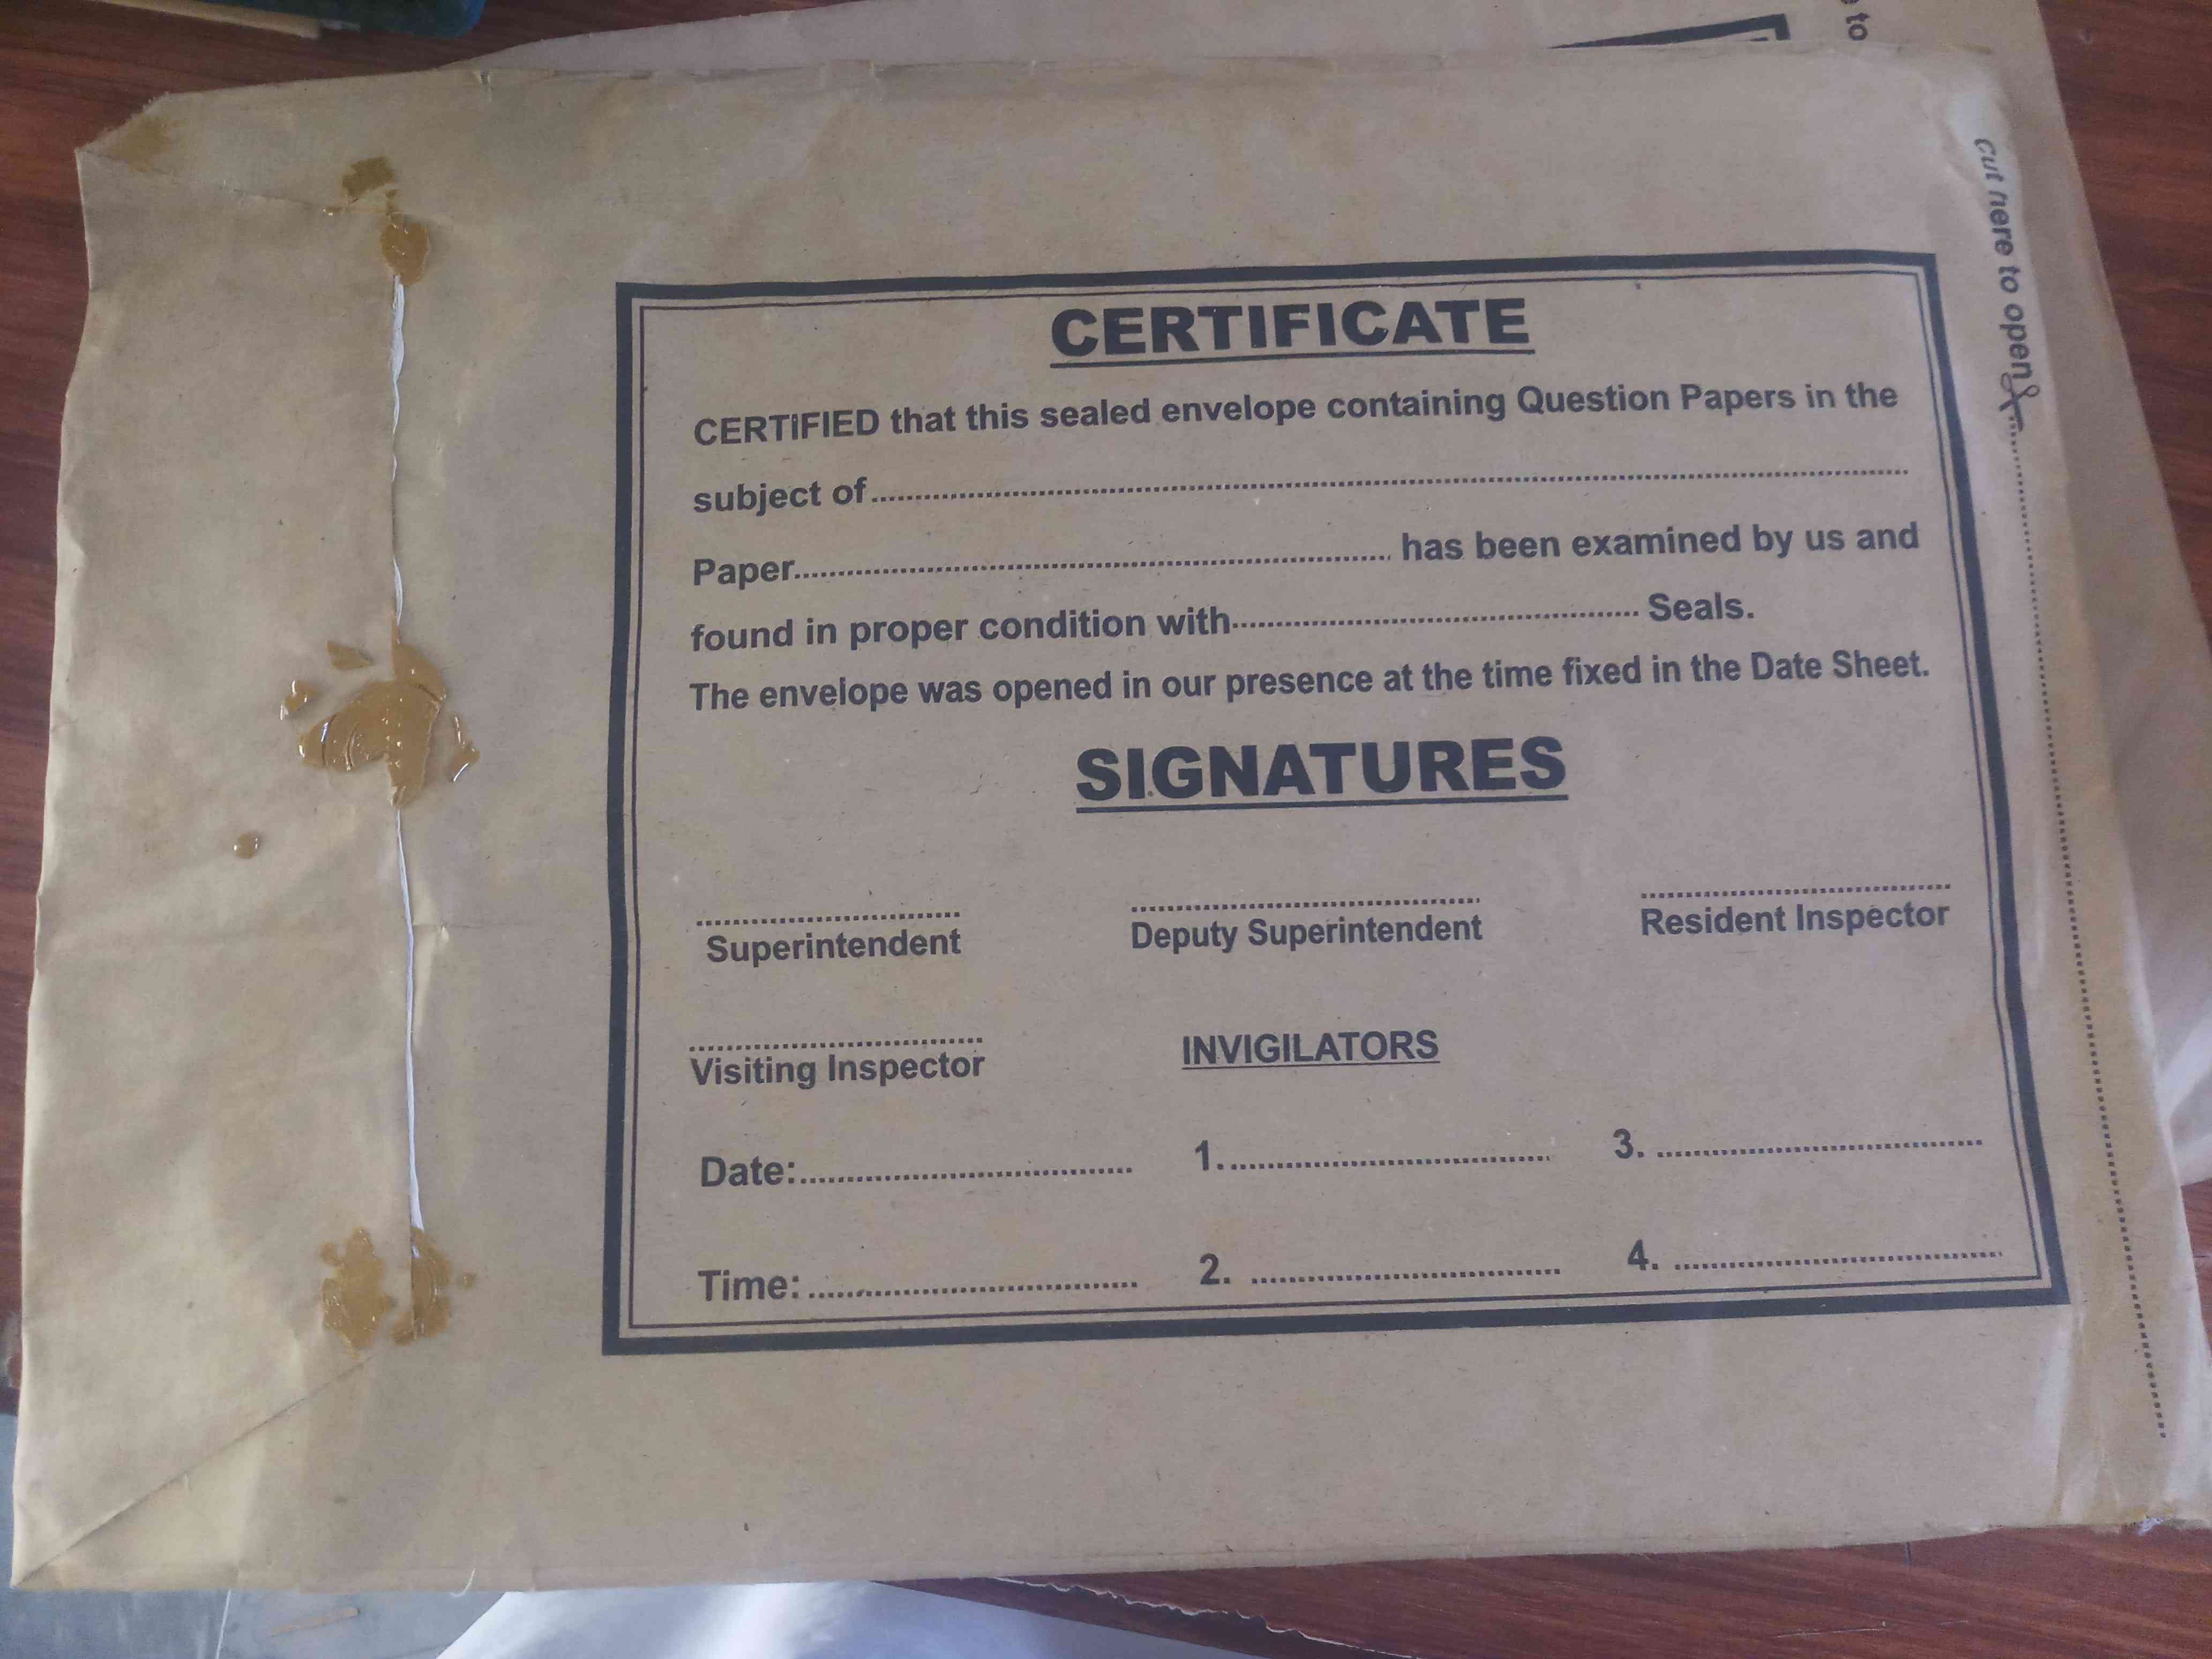 to
cut here to open
CERTIFICATE
CERTIFIED that this sealed envelope containing Question Papers in the
subject of................................................................
Paper................................................ has been examined by us and
found in proper condition with................................ Seals.
The envelope was opened in our presence at the time fixed in the Date Sheet.
SIGNATURES
Superintendent Deputy Superintendent Resident Inspector
Visiting Inspector INVIGILATORS
Date:................................ 1................................ 3. ................................
Time: ................................ 2. ................................ 4. ................................